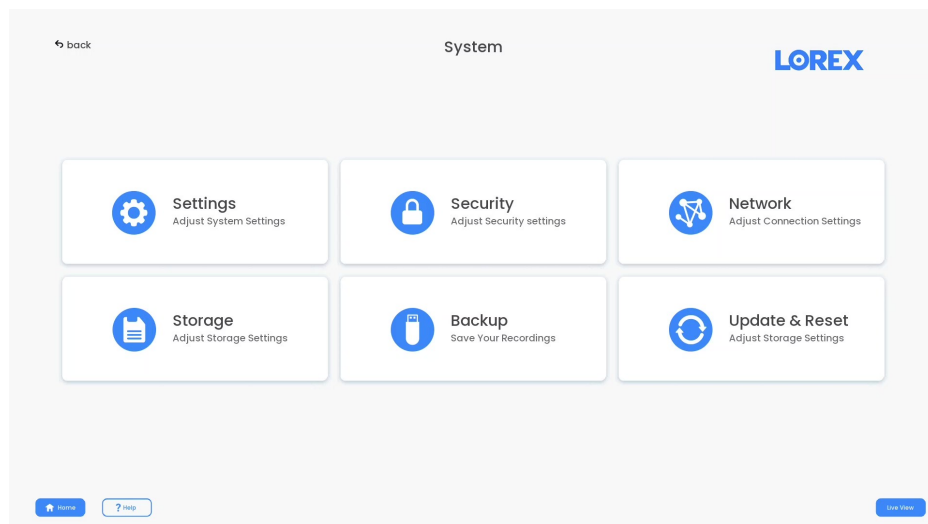 back
System
LOREX
Settings
Adjust System Settings
Security
Adjust Security settings
Network
Adjust Connection Settings
Storage
Adjust Storage Settings
Backup
Save Your Recordings
Update & Reset
Adjust Storage Settings
Home
? Help
Live View